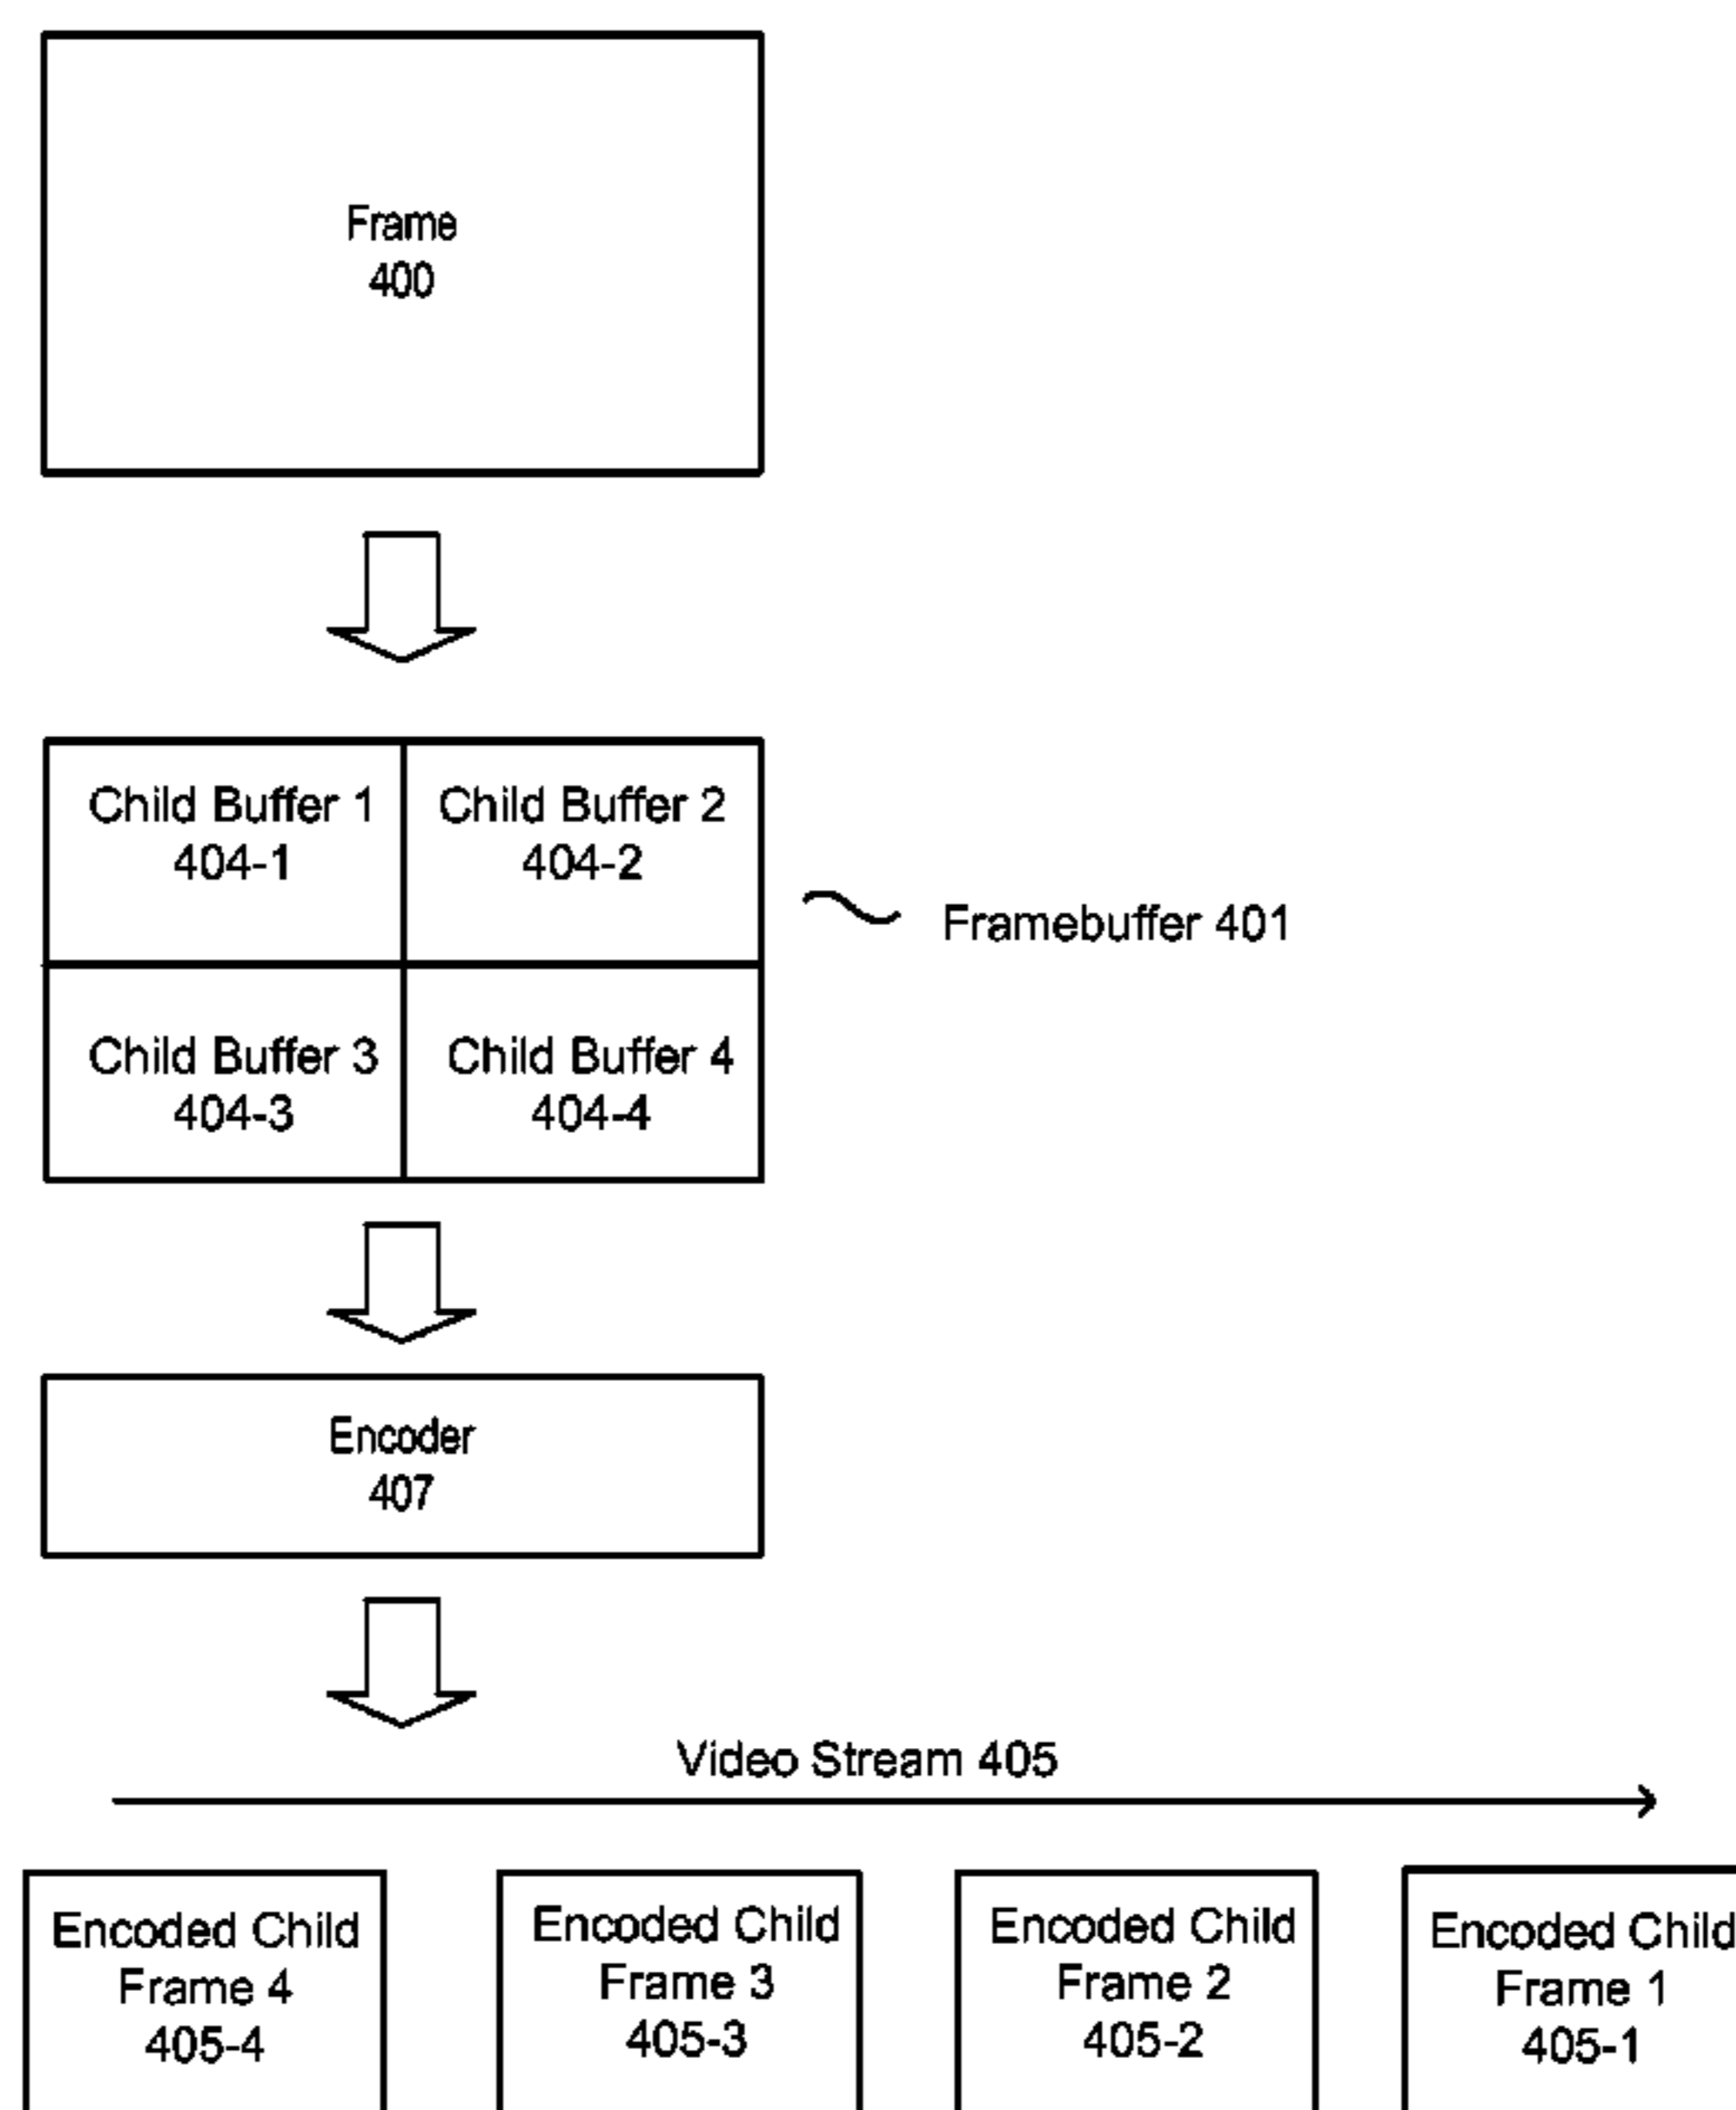 Frame
400
Child Buffer 1
404-1
Child Buffer 2
404-2
Framebuffer 401
Child Buffer 3
404-3
Child Buffer 4
404-4
Encoder
407
Video Stream 405
Encoded Child
Frame 4
405-4
Encoded Child
Frame 3
405-3
Encoded Child
Frame 2
405-2
Encoded Child
Frame 1
405-1